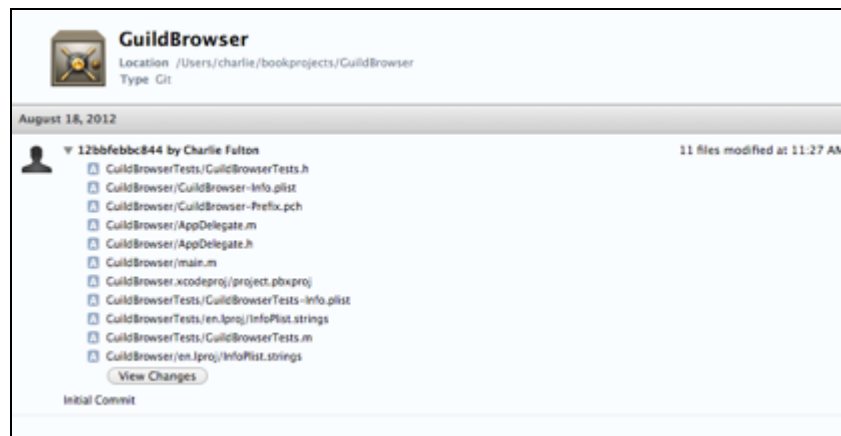 GuildBrowser
Location /Users/charlie/bookprojects/GuildBrowser
Type Git
August 18, 2012
12bbfebbc844 by Charlie Fulton 11 files modified at 11:27 AM
A GuildBrowserTests/GuildBrowserTests.h
A GuildBrowser/GuildBrowser-Info.plist
A GuildBrowser/GuildBrowser-Prefix.pch
A GuildBrowser/AppDelegate.m
A GuildBrowser/AppDelegate.h
A GuildBrowser/main.m
A GuildBrowser.xcodeproj/project.pbxproj
A GuildBrowserTests/GuildBrowserTests-Info.plist
A GuildBrowserTests/en.lproj/InfoPlist.strings
A GuildBrowserTests/GuildBrowserTests.m
A GuildBrowser/en.lproj/InfoPlist.strings
View Changes
Initial Commit